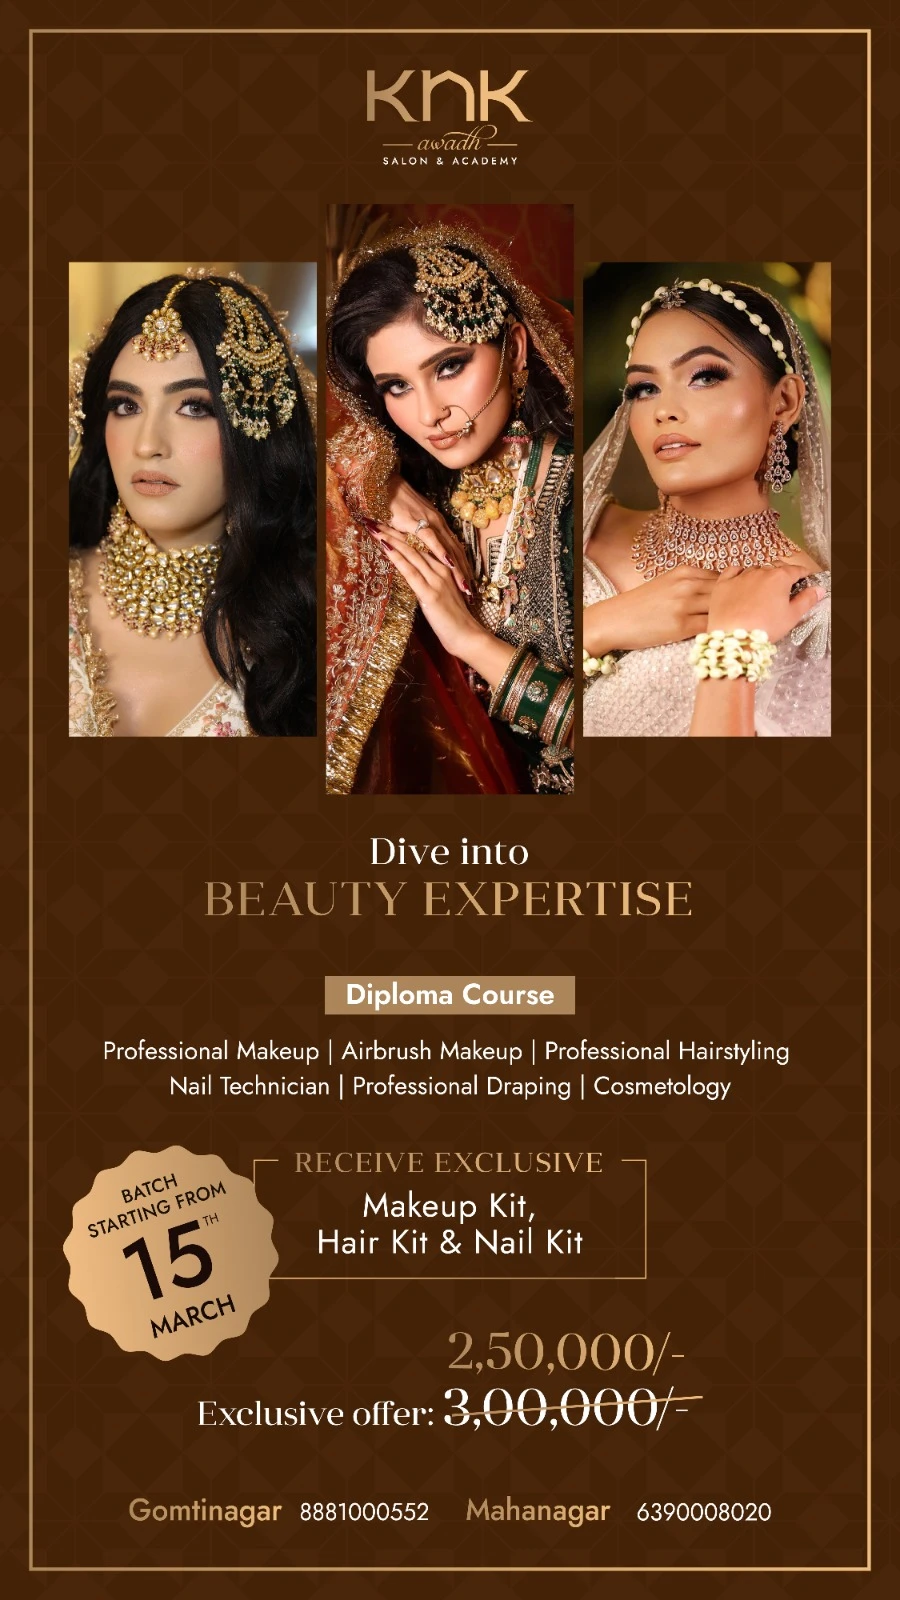 KNK
awadh
SALON & ACADEMY
Dive into
BEAUTY EXPERTISE
Diploma Course
Professional Makeup | Airbrush Makeup | Professional Hairstyling
Nail Technician | Professional Draping | Cosmetology
BATCH
STARTING FROM
15TH
MARCH
RECEIVE EXCLUSIVE
Makeup Kit,
Hair Kit & Nail Kit
2,50,000/-
Exclusive offer: 3,00,000/-
Gomtinagar 8881000552 Mahanagar 6390008020